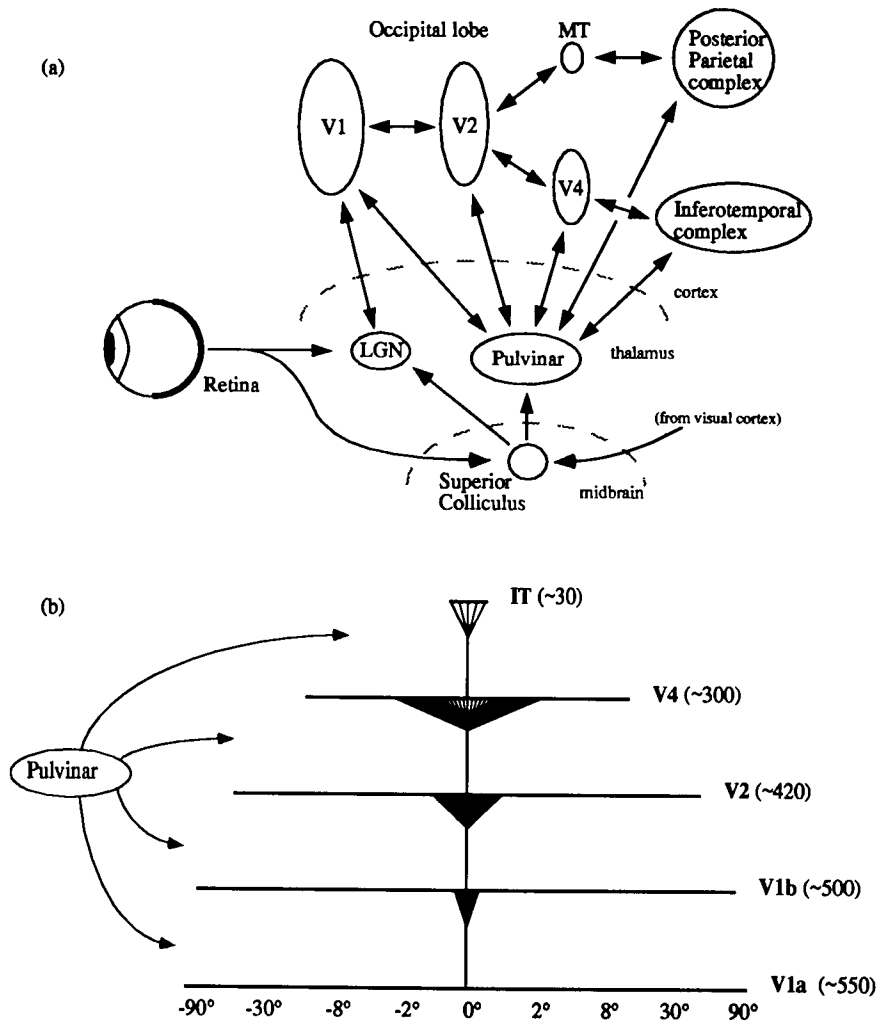 (a)
Occipital lobe
MT
Posterior
Parietal
complex
V1
V2
V4
Inferotemporal
complex
cortex
LGN
Pulvinar
thalamus
Retina
(from visual cortex)
Superior
Colliculus
midbrain
(b)
IT (~30)
V4 (~300)
Pulvinar
V2 (~420)
V1b (~500)
V1a (~550)
-90° -30° -8° -2° 0° 2° 8° 30° 90°